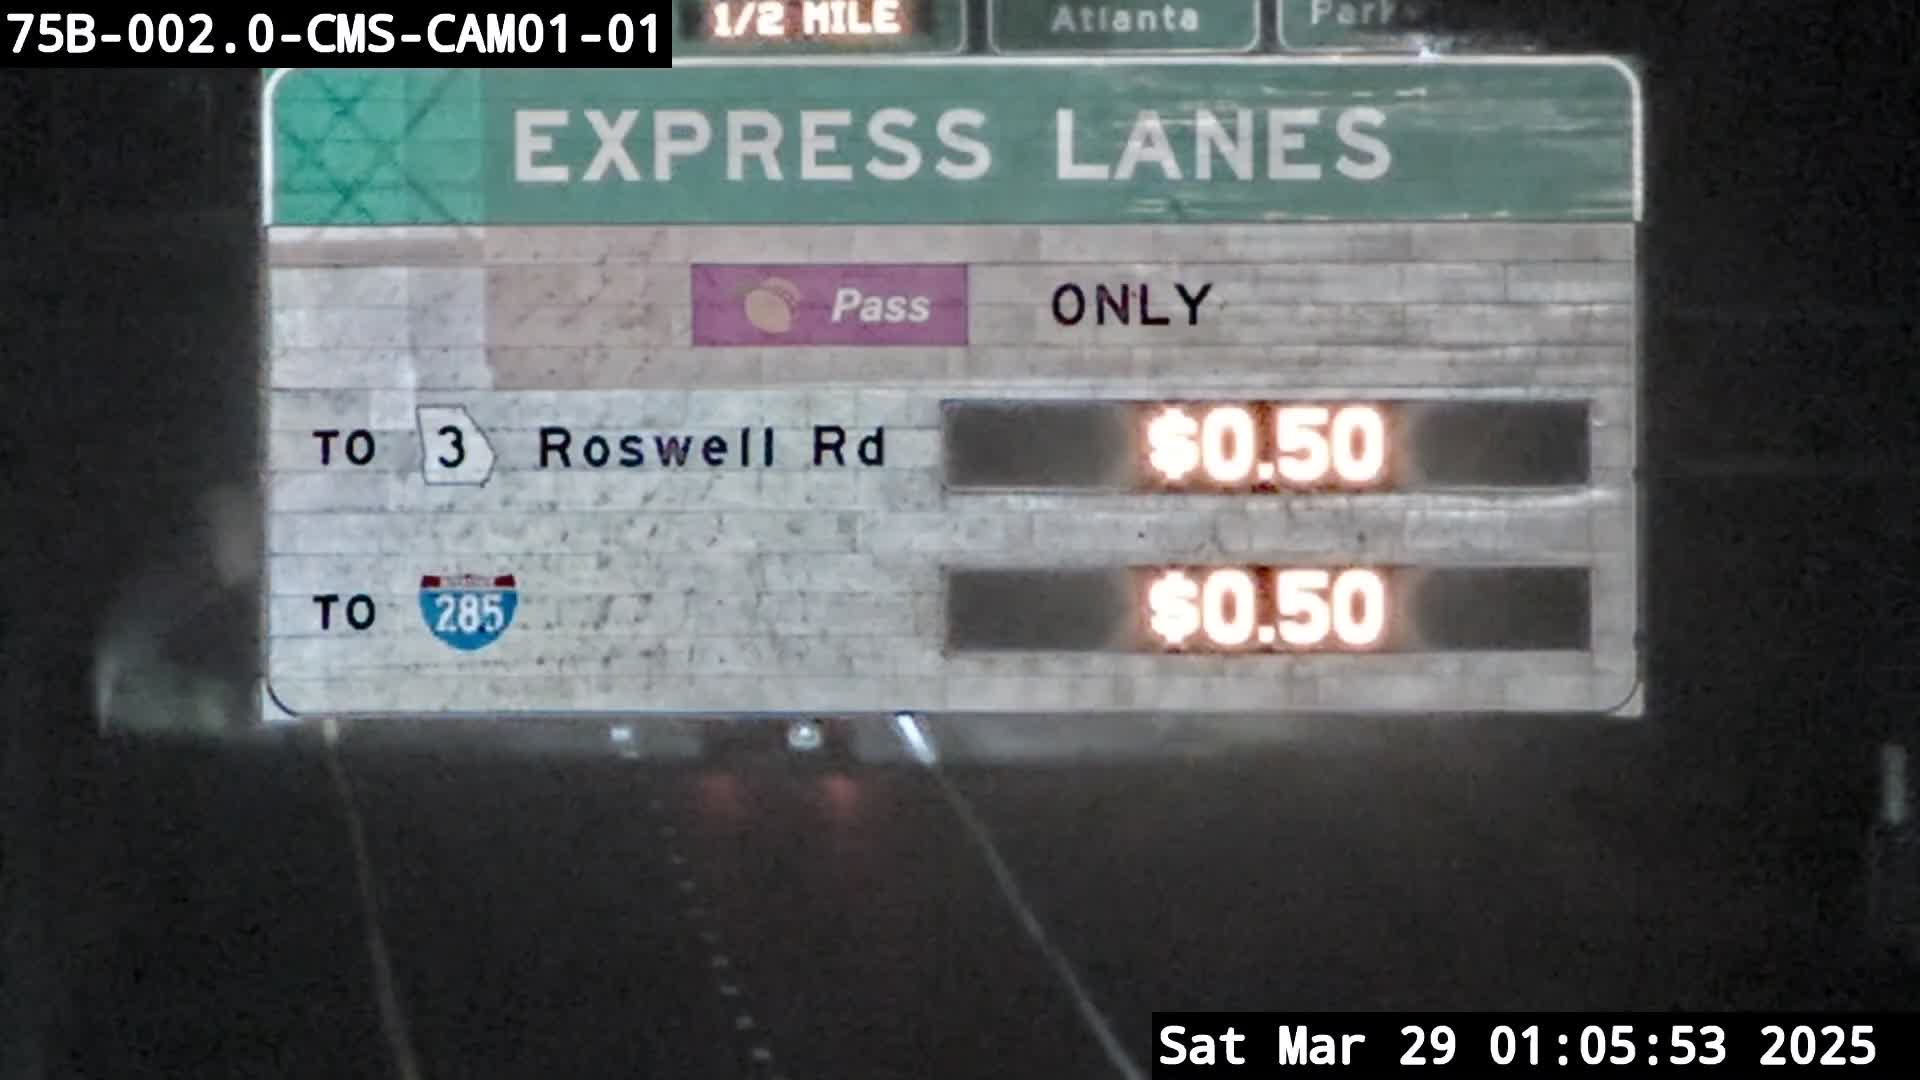 75B-002.0-CMS-CAM01-01
1/2 MILE
Atlanta
EXPRESS LANES
Pass ONLY
TO 3 Roswell Rd $0.50
TO 285 $0.50
Sat Mar 29 01:05:53 2025